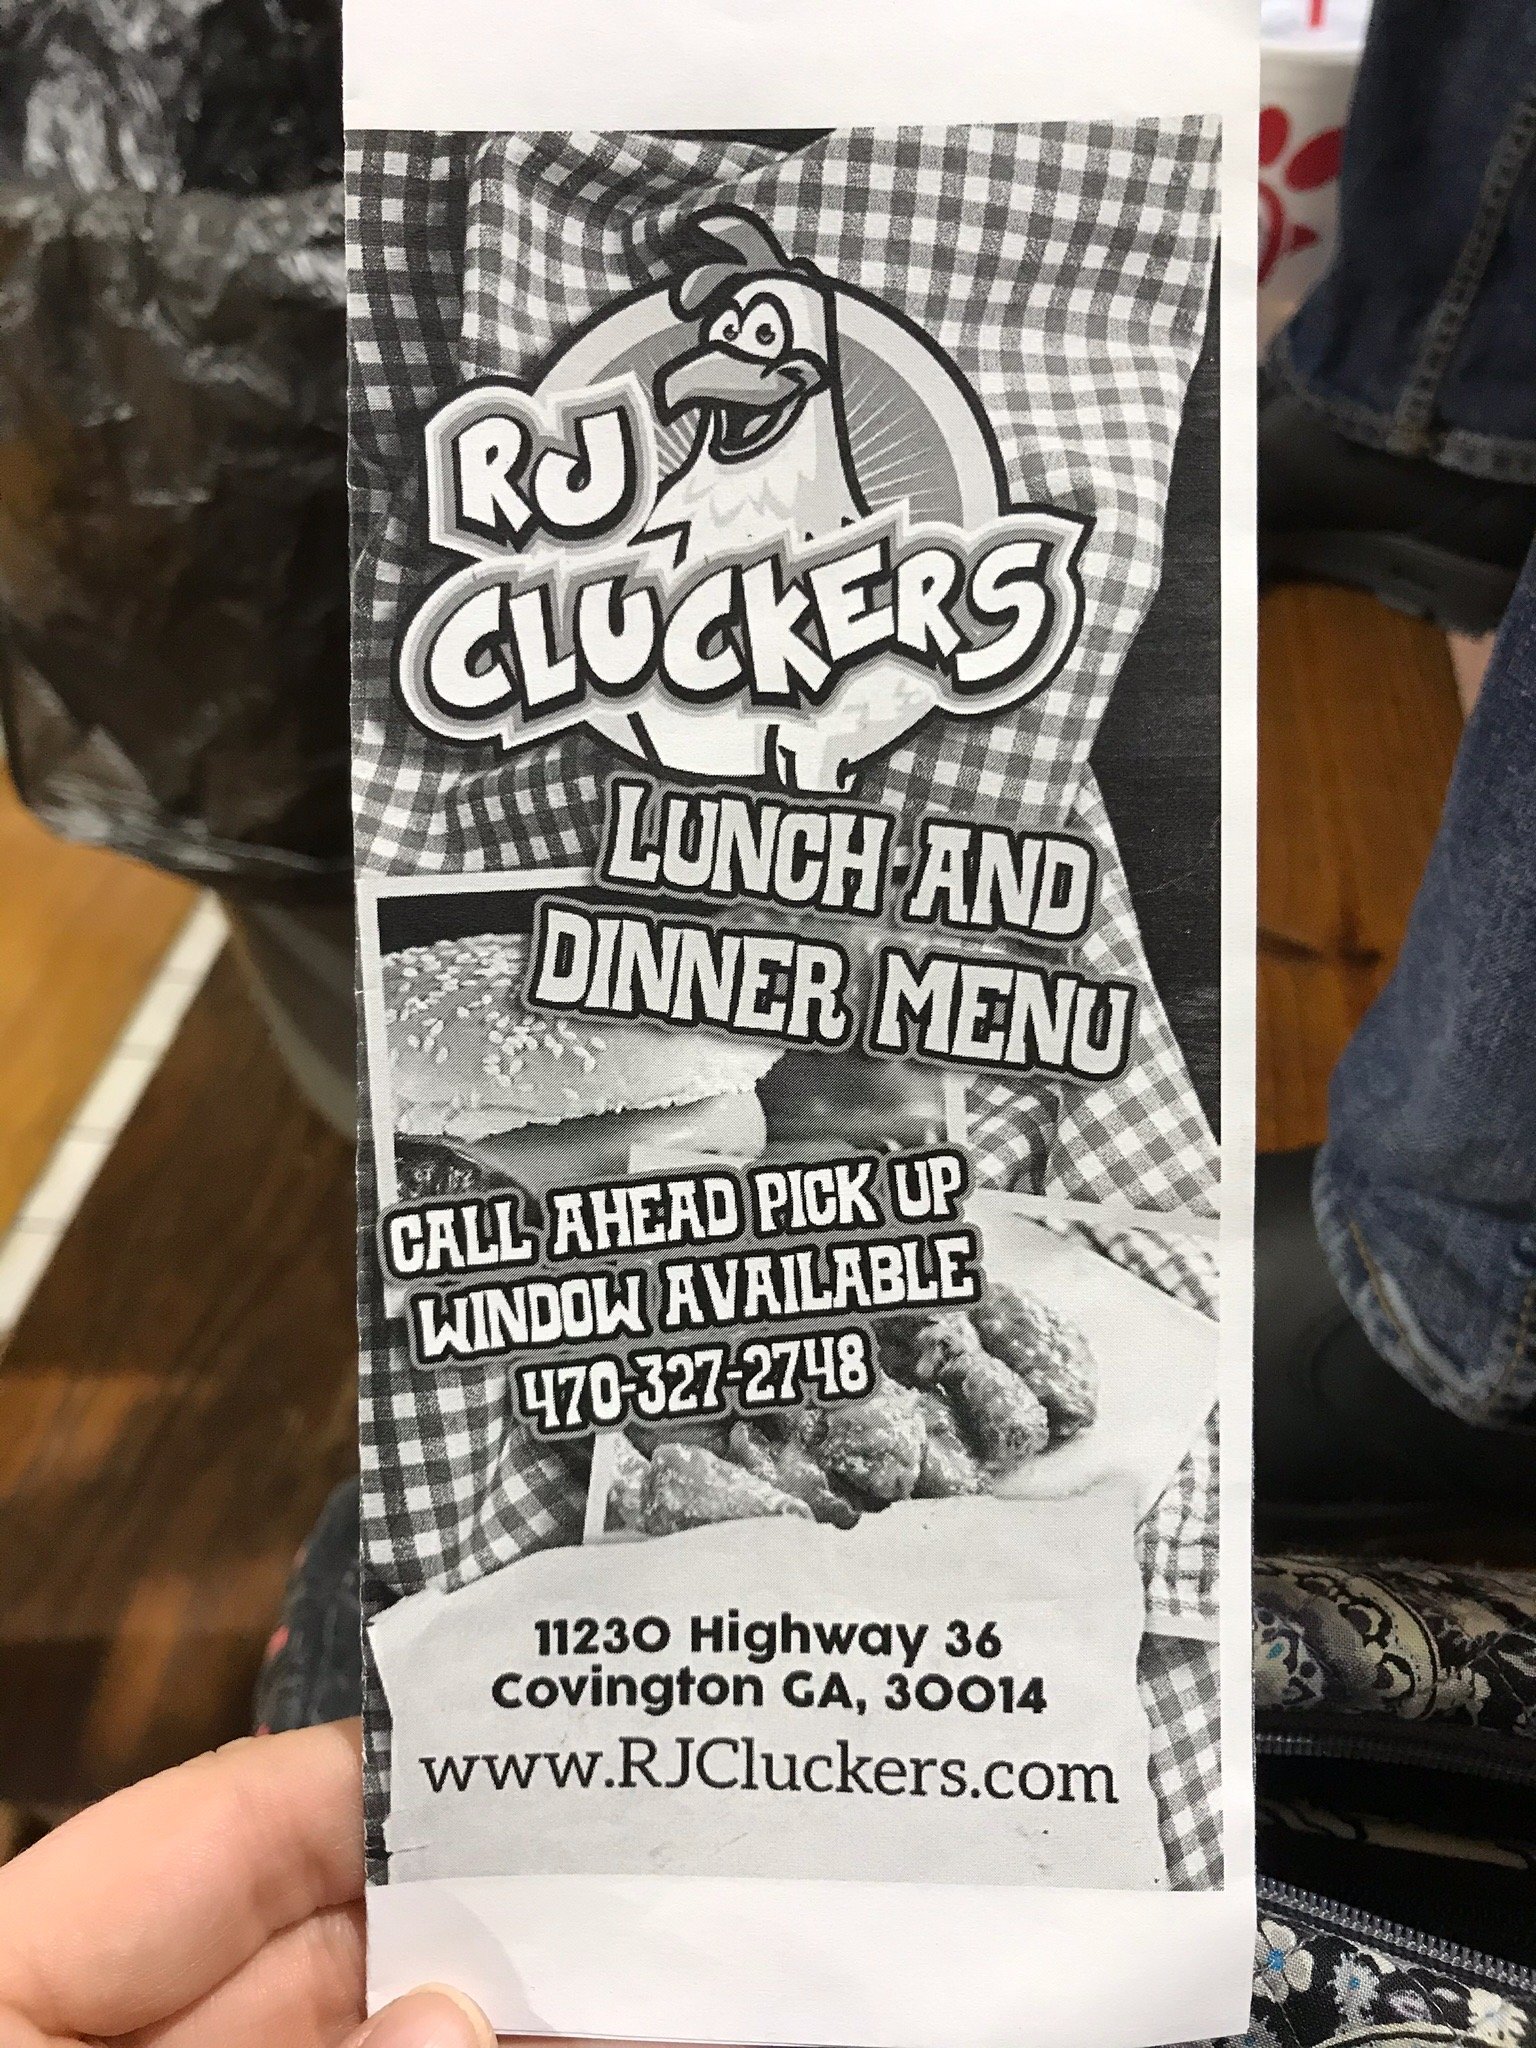 RJ
CLUCKERS
LUNCH AND
DINNER MENU
CALL AHEAD PICK UP
WINDOW AVAILABLE
470-327-2748
11230 Highway 36
Covington GA, 30014
www.RJCluckers.com